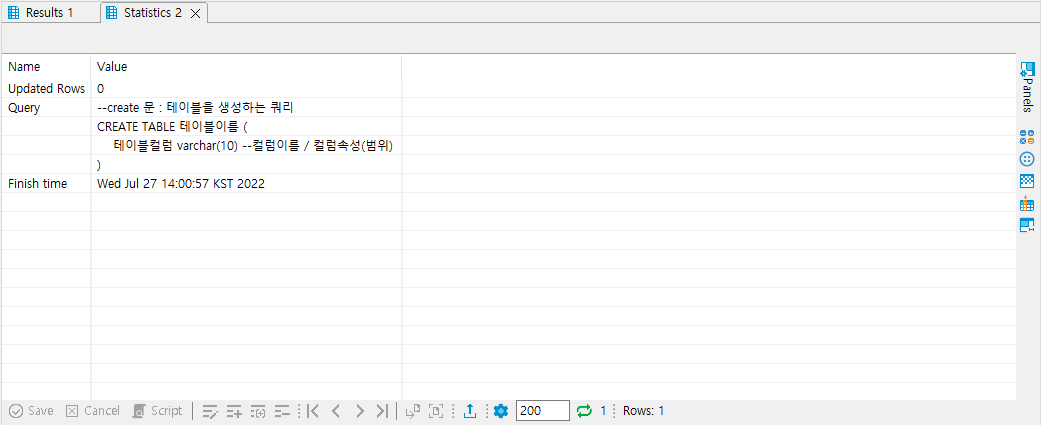 Results 1
Statistics 2
Name Value
Updated Rows 0
Query --create 문 : 테이블을 생성하는 쿼리
CREATE TABLE 테이블이름 (
테이블컬럼 varchar(10) --컬럼이름 / 컬럼속성(범위)
)
Finish time Wed Jul 27 14:00:57 KST 2022
Panels
Save Cancel Script 200 1 Rows: 1